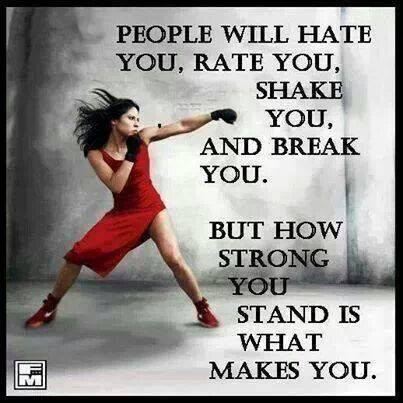 PEOPLE WILL HATE
YOU, RATE YOU,
SHAKE
YOU,
AND BREAK
YOU.
BUT HOW
STRONG
YOU
STAND IS
WHAT
MAKES YOU.